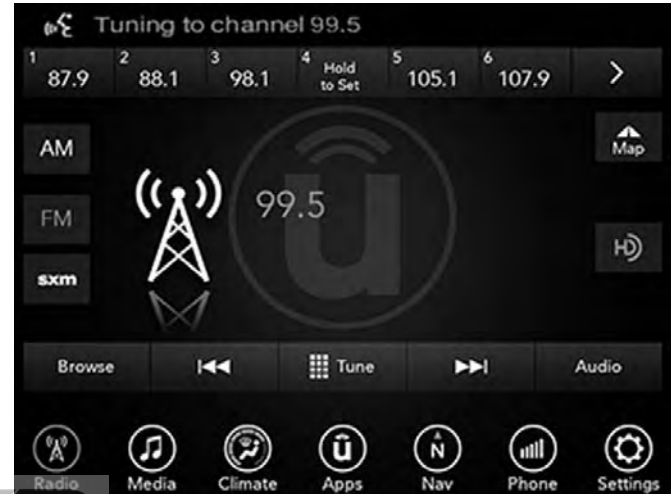 Tuning to channel 99.5
1 87.9 2 88.1 3 98.1 4 Hold to Set 5 105.1 6 107.9
AM
Map
99.5
FM
HD
sxm
Browse Tune Audio
Radio Media Climate Apps Nav Phone Settings